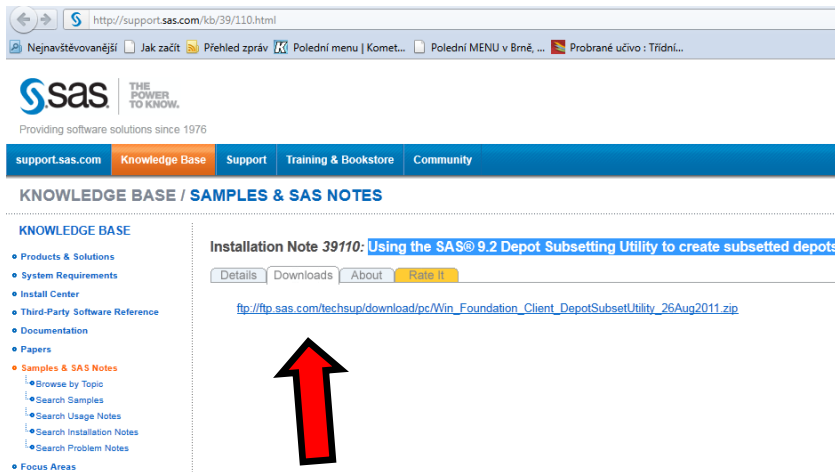 http://support.sas.com/kb/39/110.html
Nejnavštěvovanější Jak začít Přehled zpráv Polední menu | Komet... Polední MENU v Brně, ... Probrané učivo : Třídní...
sas THE POWER TO KNOW.
Providing software solutions since 1976
support.sas.com Knowledge Base Support Training & Bookstore Community
KNOWLEDGE BASE / SAMPLES & SAS NOTES
KNOWLEDGE BASE
Products & Solutions
System Requirements
Install Center
Third-Party Software Reference
Documentation
Papers
Samples & SAS Notes
Browse by Topic
Search Samples
Search Usage Notes
Search Installation Notes
Search Problem Notes
Focus Areas
Installation Note 39110: Using the SAS® 9.2 Depot Subsetting Utility to create subsetted depots
Details Downloads About Rate It
ftp://ftp.sas.com/techsup/download/pc/Win_Foundation_Client_DepotSubsetUtility_26Aug2011.zip